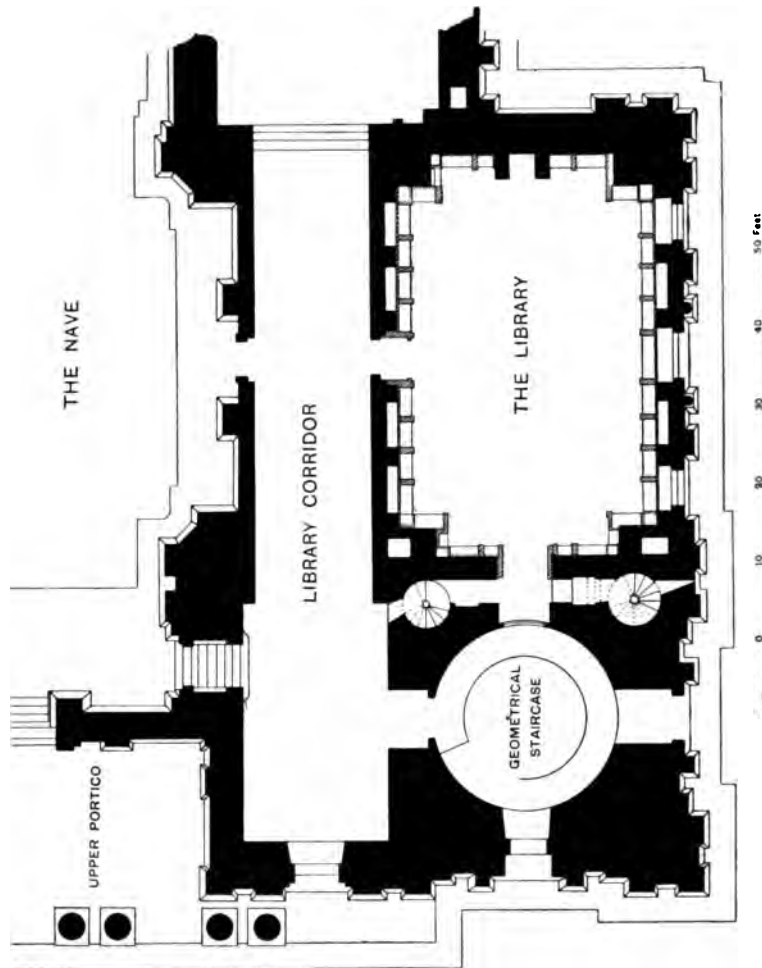 THE NAVE
LIBRARY CORRIDOR
THE LIBRARY
GEOMETRICAL
STAIRCASE
UPPER PORTICO
0 10 20 30 40 50 Feet